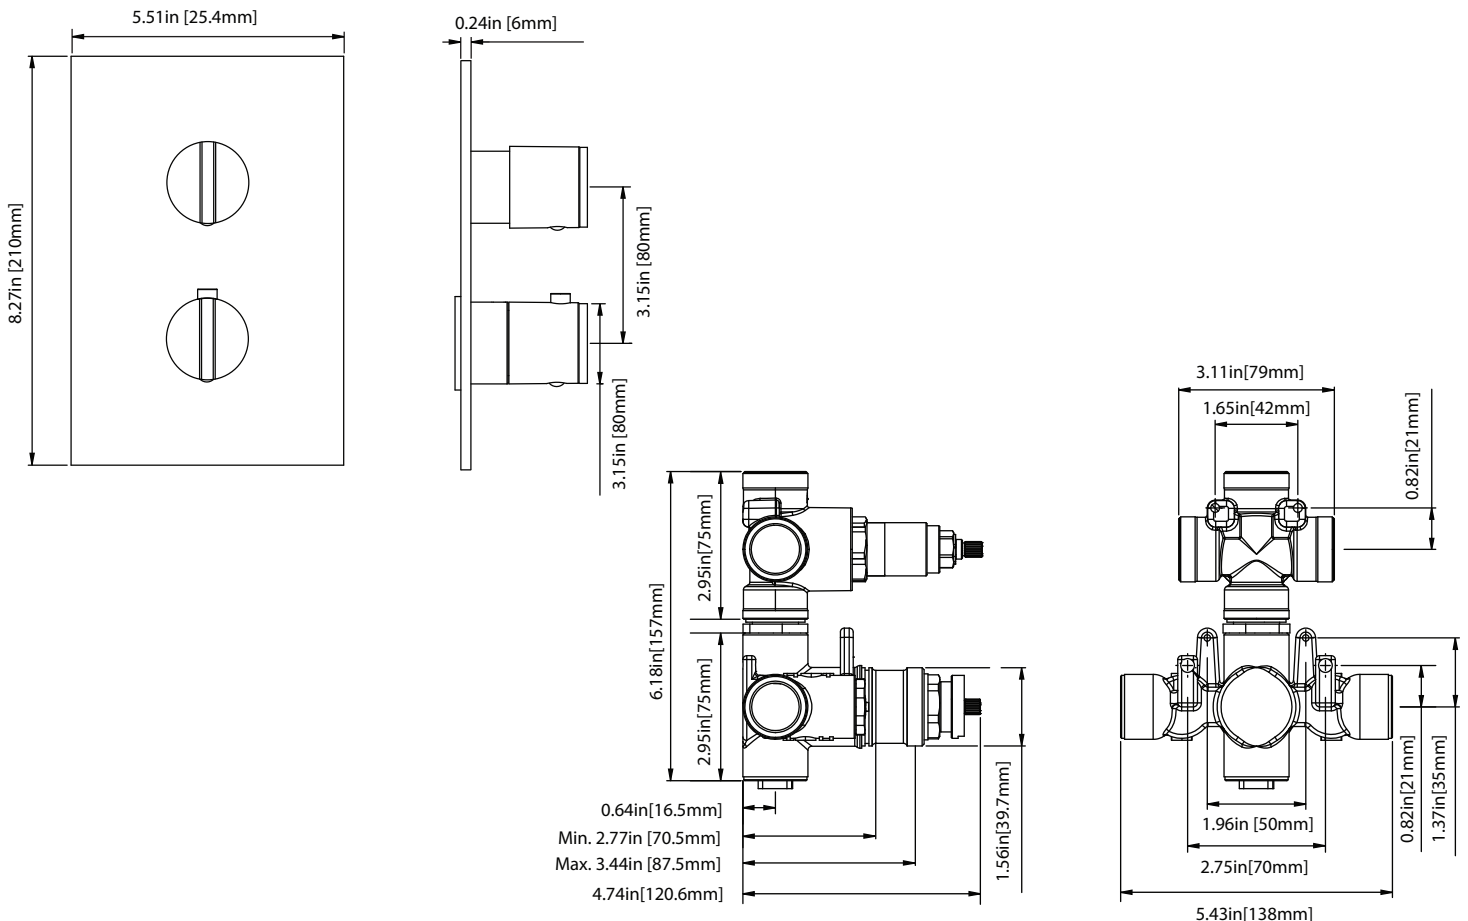 5.51in [25.4mm]
0.24in [6mm]
8.27in [210mm]
3.15in [80mm]
3.15in [80mm]
3.11in[79mm]
1.65in[42mm]
0.82in[21mm]
2.95in[75mm]
6.18in[157mm]
2.95in[75mm]
0.64in[16.5mm]
Min. 2.77in [70.5mm]
Max. 3.44in [87.5mm]
4.74in[120.6mm]
1.56in[39.7mm]
1.96in [50mm]
2.75in[70mm]
5.43in[138mm]
0.82in[21mm]
1.37in[35mm]